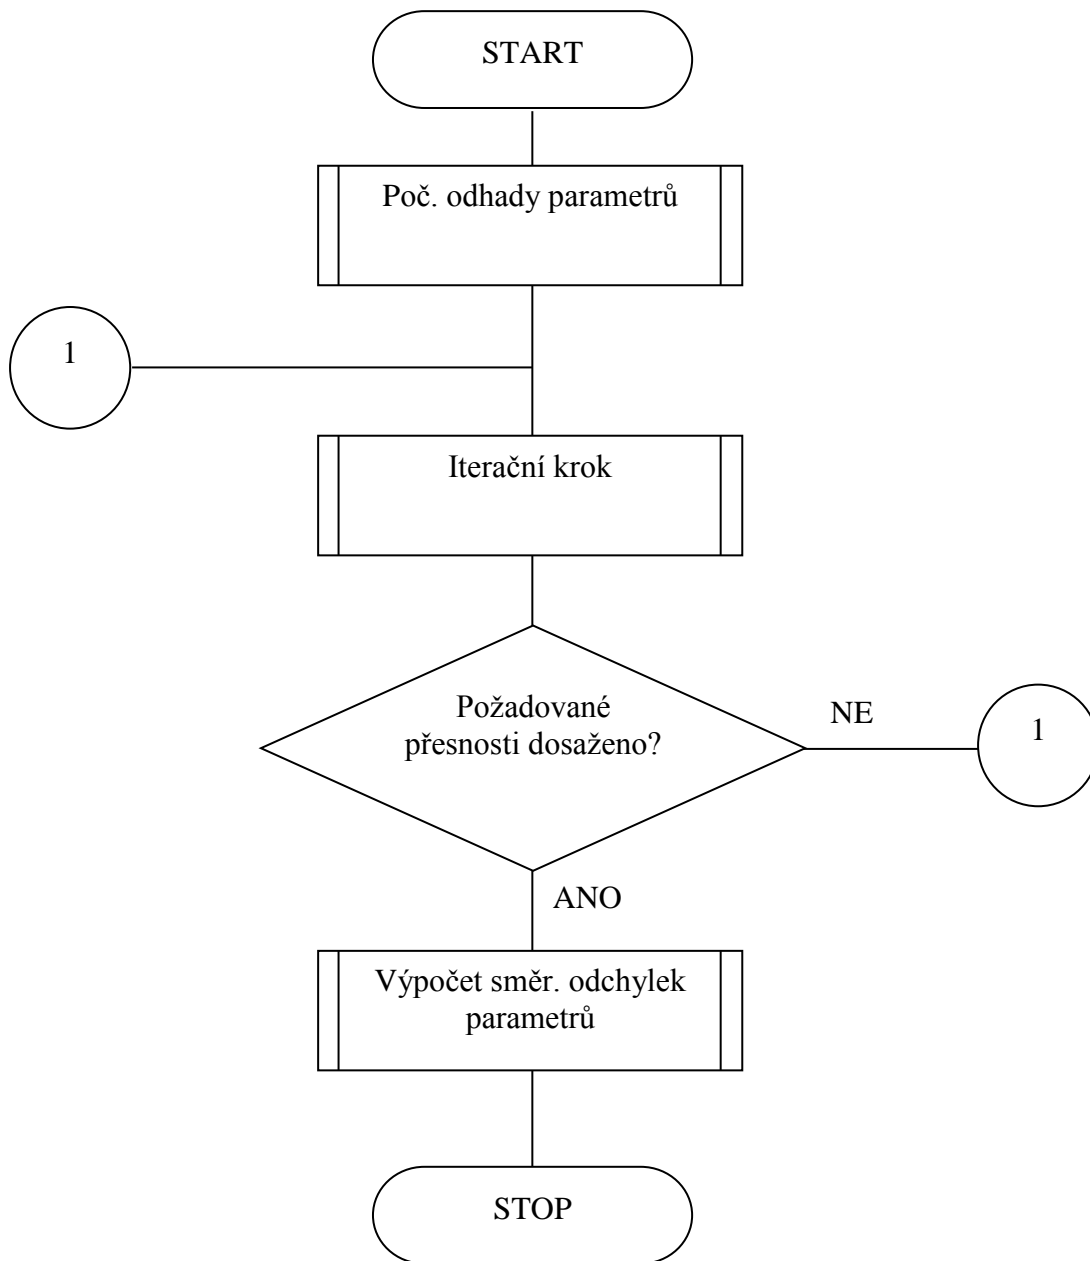 START
Poč. odhady parametrů
1
Iterační krok
Požadované
přesnosti dosaženo?
NE
1
ANO
Výpočet směr. odchylek
parametrů
STOP